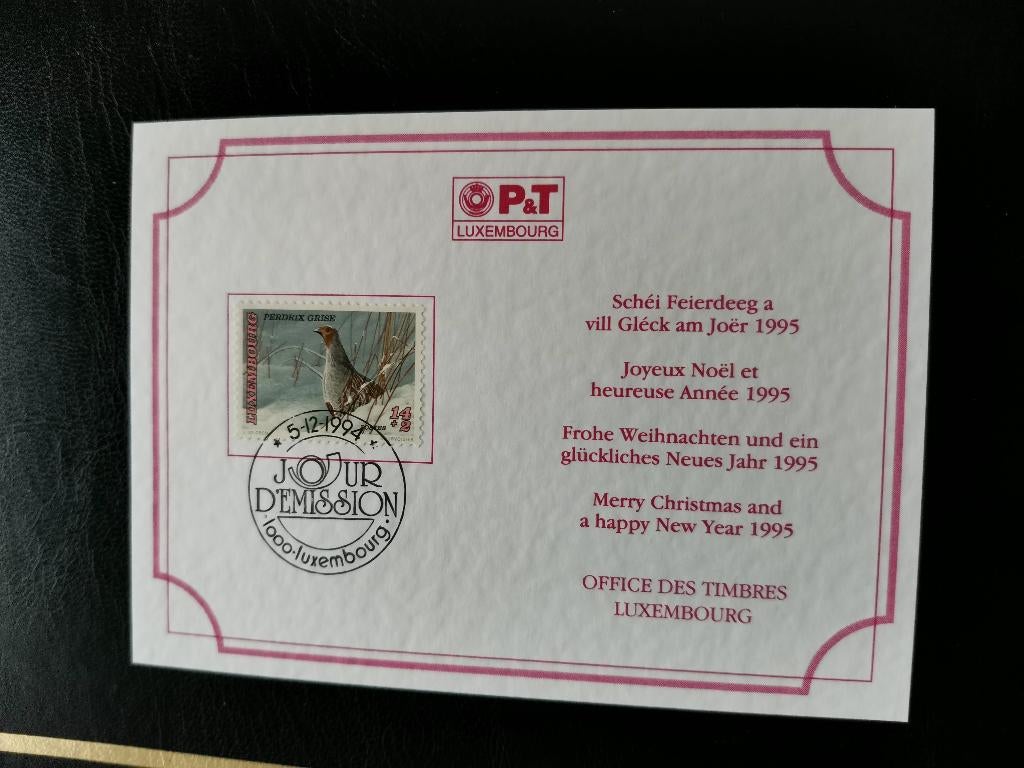 P&T
LUXEMBOURG
PERDRIX GRISE
LUXEMBOURG
14
+2
POSTES
5-12-1994
JOUR
D'EMISSION
1000-luxembourg
Schéi Feierdeeg a
vill Gléck am Joër 1995
Joyeux Noël et
heureuse Année 1995
Frohe Weihnachten und ein
glückliches Neues Jahr 1995
Merry Christmas and
a happy New Year 1995
OFFICE DES TIMBRES
LUXEMBOURG